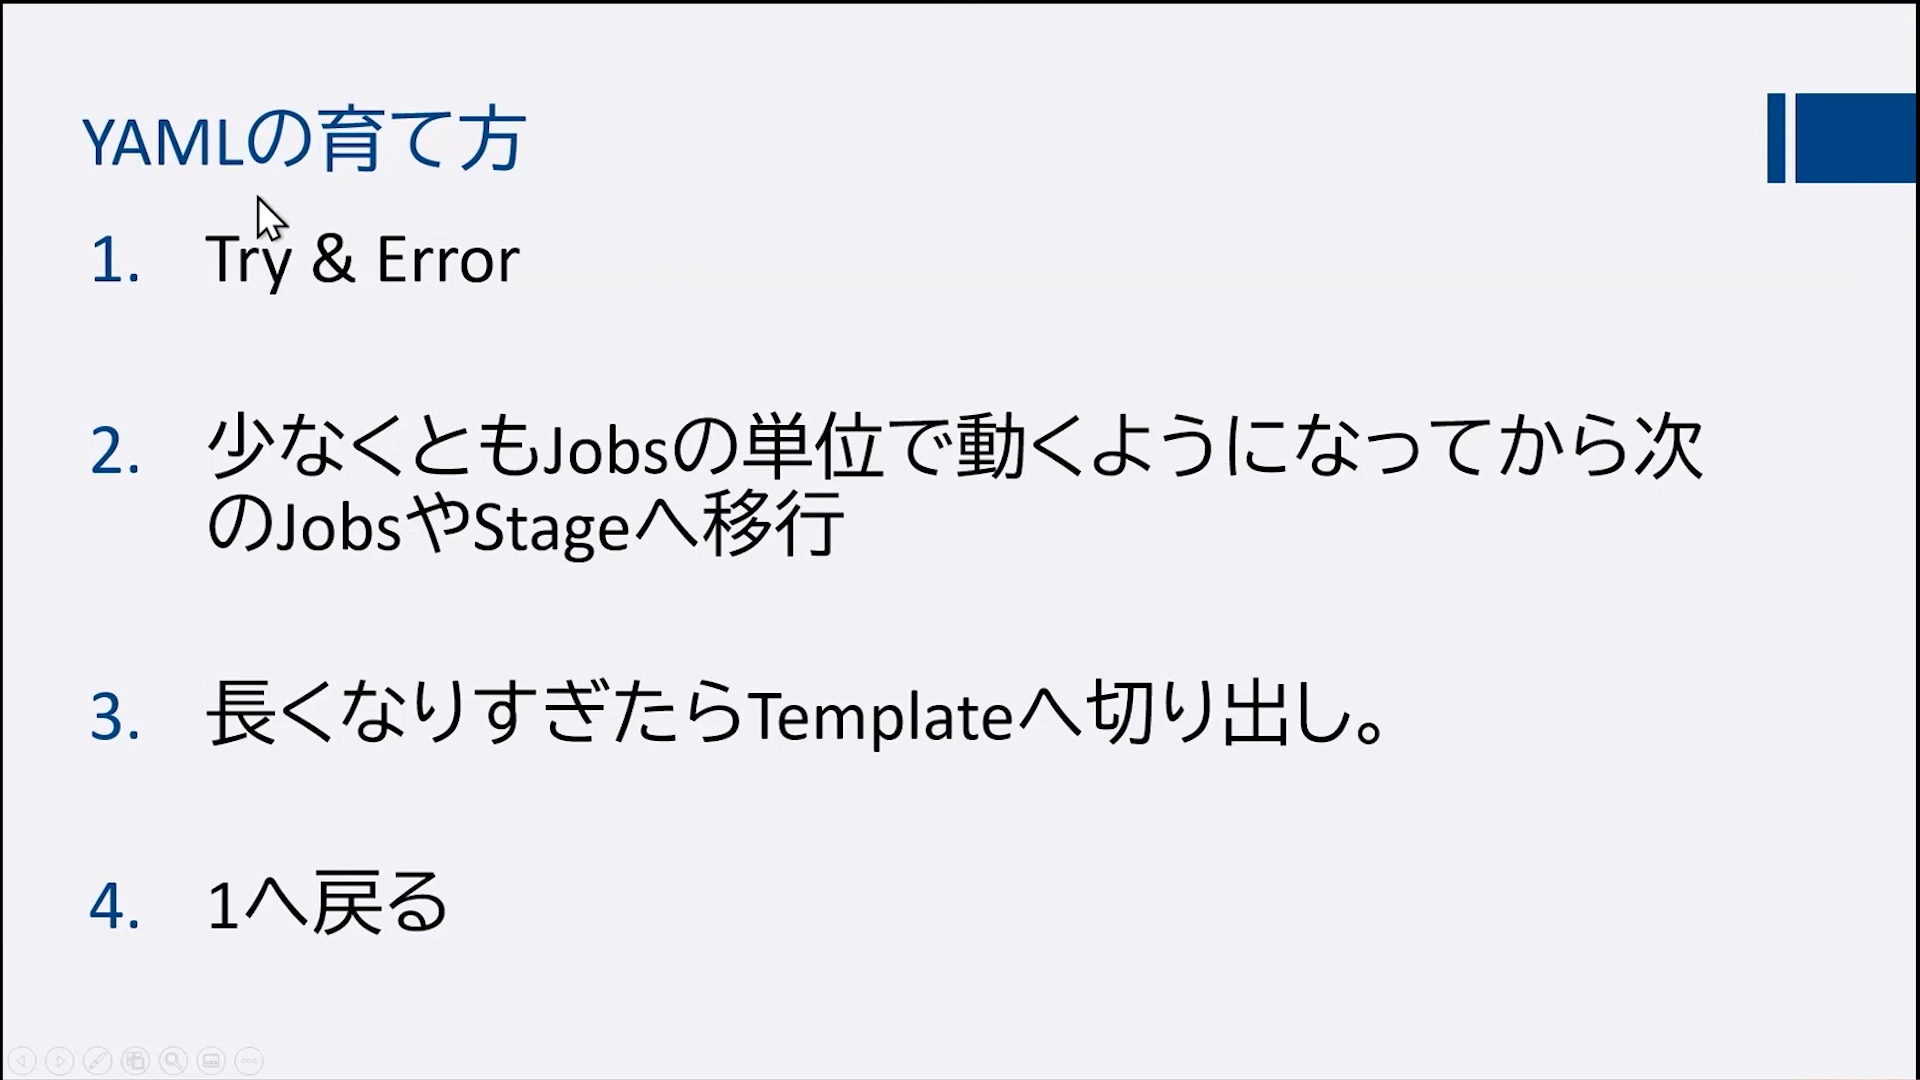 YAMLの育て方
1. Try & Error
2. 少なくともJobsの単位で動くようになってから次
のJobsやStageへ移行
3. 長くなりすぎたらTemplateへ切り出し。
4. 1へ戻る